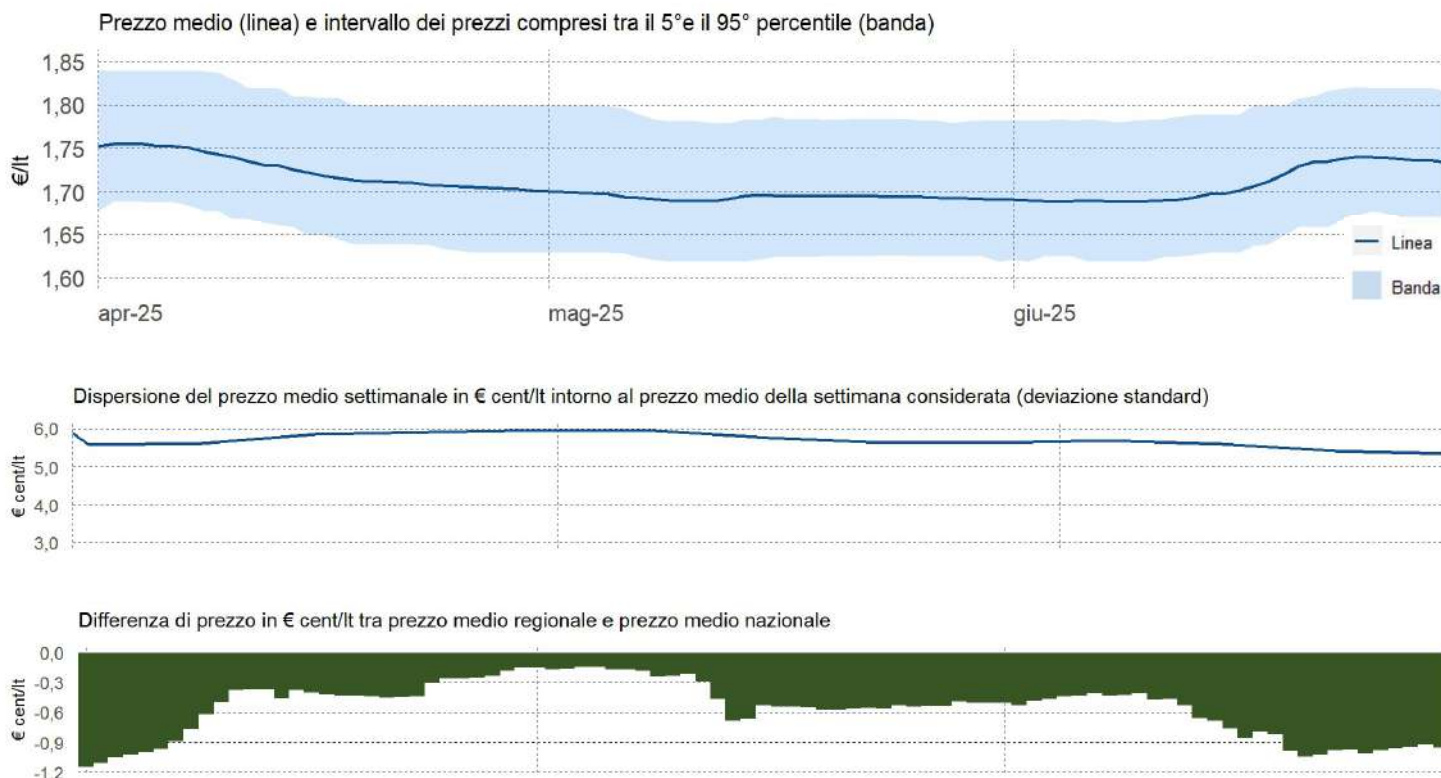 Prezzo medio (linea) e intervallo dei prezzi compresi tra il 5°e il 95° percentile (banda)
1,85
1,80
1,75
1,70
1,65
1,60
€/lt
Linea
Banda
apr-25 mag-25 giu-25
Dispersione del prezzo medio settimanale in € cent/lt intorno al prezzo medio della settimana considerata (deviazione standard)
6,0
5,0
4,0
3,0
€ cent/lt
Differenza di prezzo in € cent/lt tra prezzo medio regionale e prezzo medio nazionale
0,0
-0,3
-0,6
-0,9
-1,2
€ cent/lt